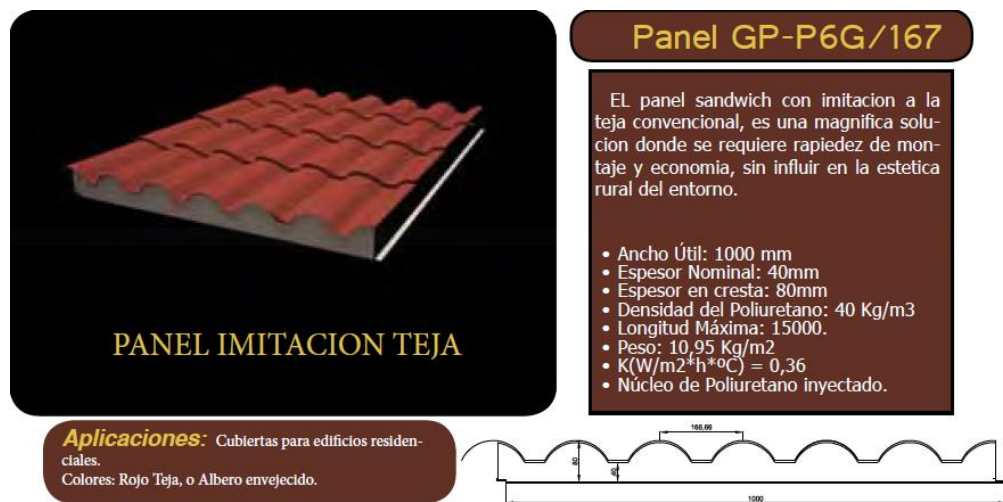 Panel GP-P6G/167
EL panel sandwich con imitacion a la
teja convencional, es una magnifica solu-
cion donde se requiere rapiedez de mon-
taje y economia, sin influir en la estetica
rural del entorno.
• Ancho Útil: 1000 mm
• Espesor Nominal: 40mm
• Espesor en cresta: 80mm
• Densidad del Poliuretano: 40 Kg/m3
• Longitud Máxima: 15000.
• Peso: 10,95 Kg/m2
• K(W/m2*h*ºC) = 0,36
• Núcleo de Poliuretano inyectado.
PANEL IMITACION TEJA
Aplicaciones: Cubiertas para edificios residen-
ciales.
Colores: Rojo Teja, o Albero envejecido.
166.66
80
40
1000